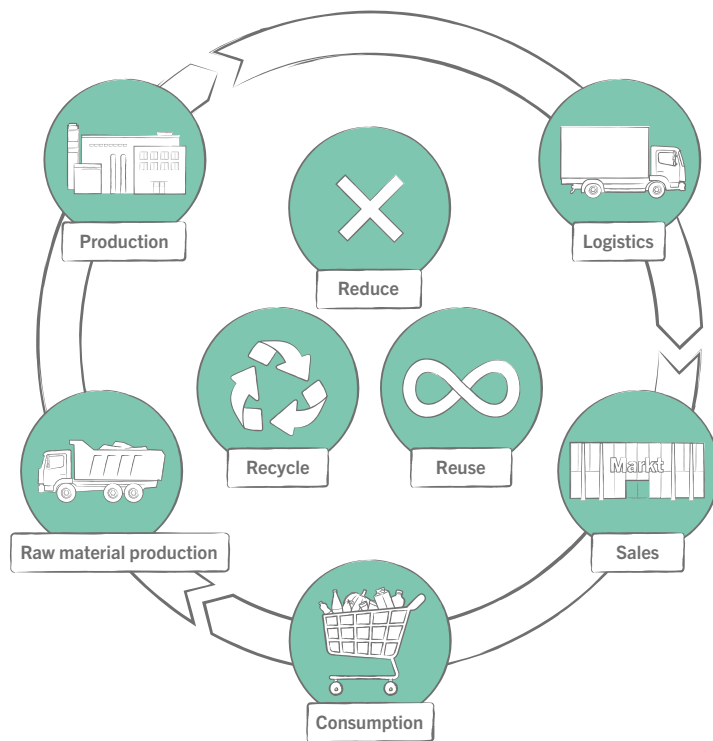 Production
Logistics
Reduce
Recycle
Reuse
Markt
Raw material production
Sales
Consumption